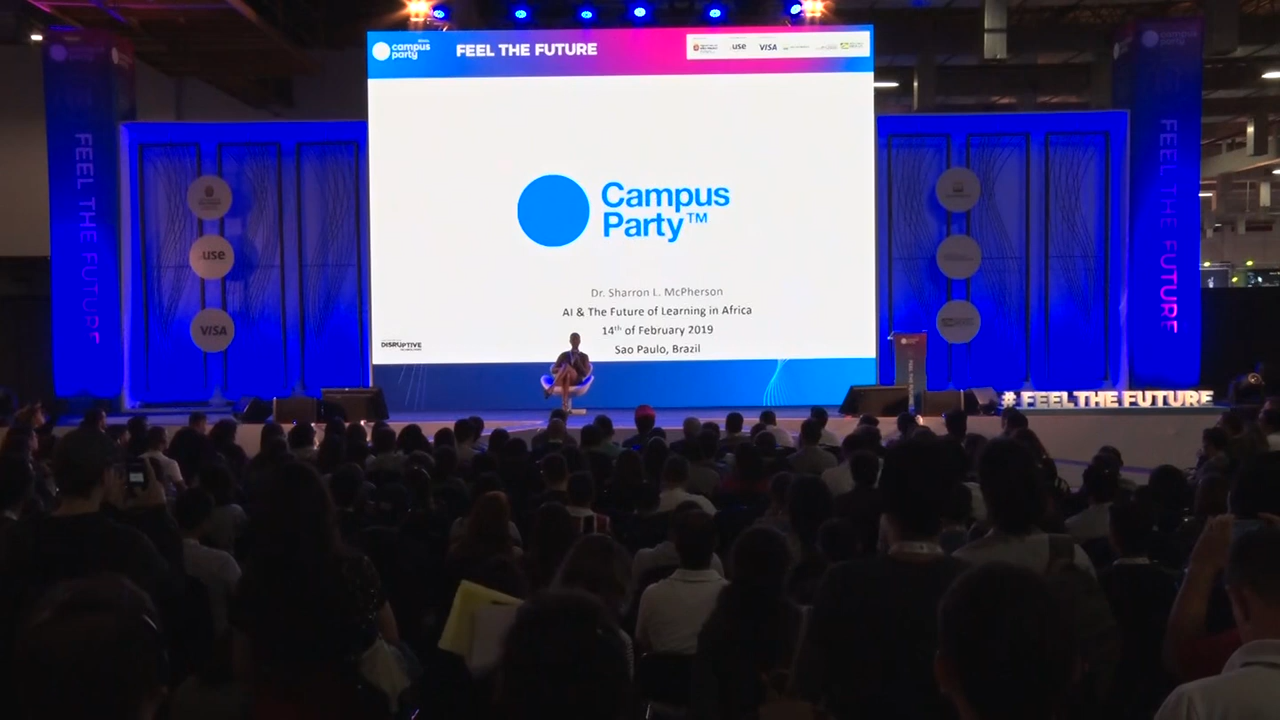 campus
party
FEEL THE FUTURE
.use
VISA
Campus
Party™
Dr. Sharron L. McPherson
AI & The Future of Learning in Africa
14th of February 2019
Sao Paulo, Brazil
DISRUPTIVE
FEEL THE FUTURE
.use
VISA
FEEL THE FUTURE
#FEELTHEFUTURE